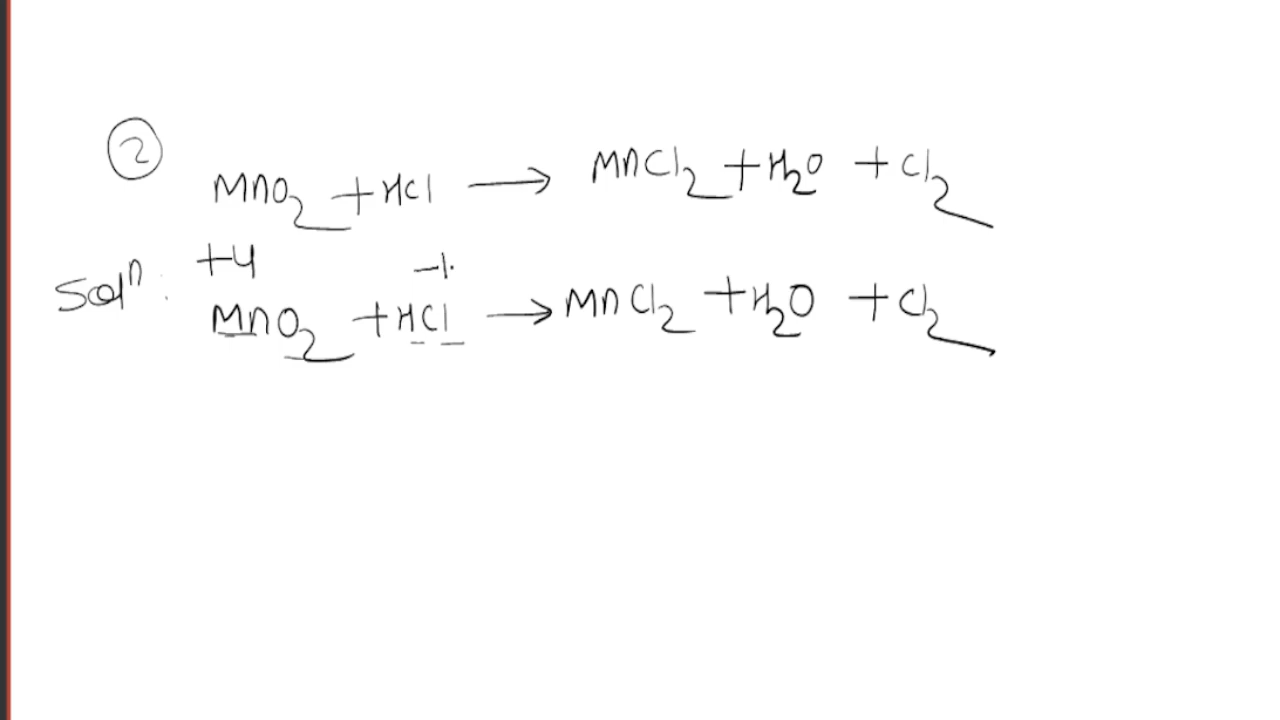 2
MnO2 + HCl → MnCl2 + H2O + Cl2
+4 -1
Solⁿ: MnO2 + HCl → MnCl2 + H2O + Cl2